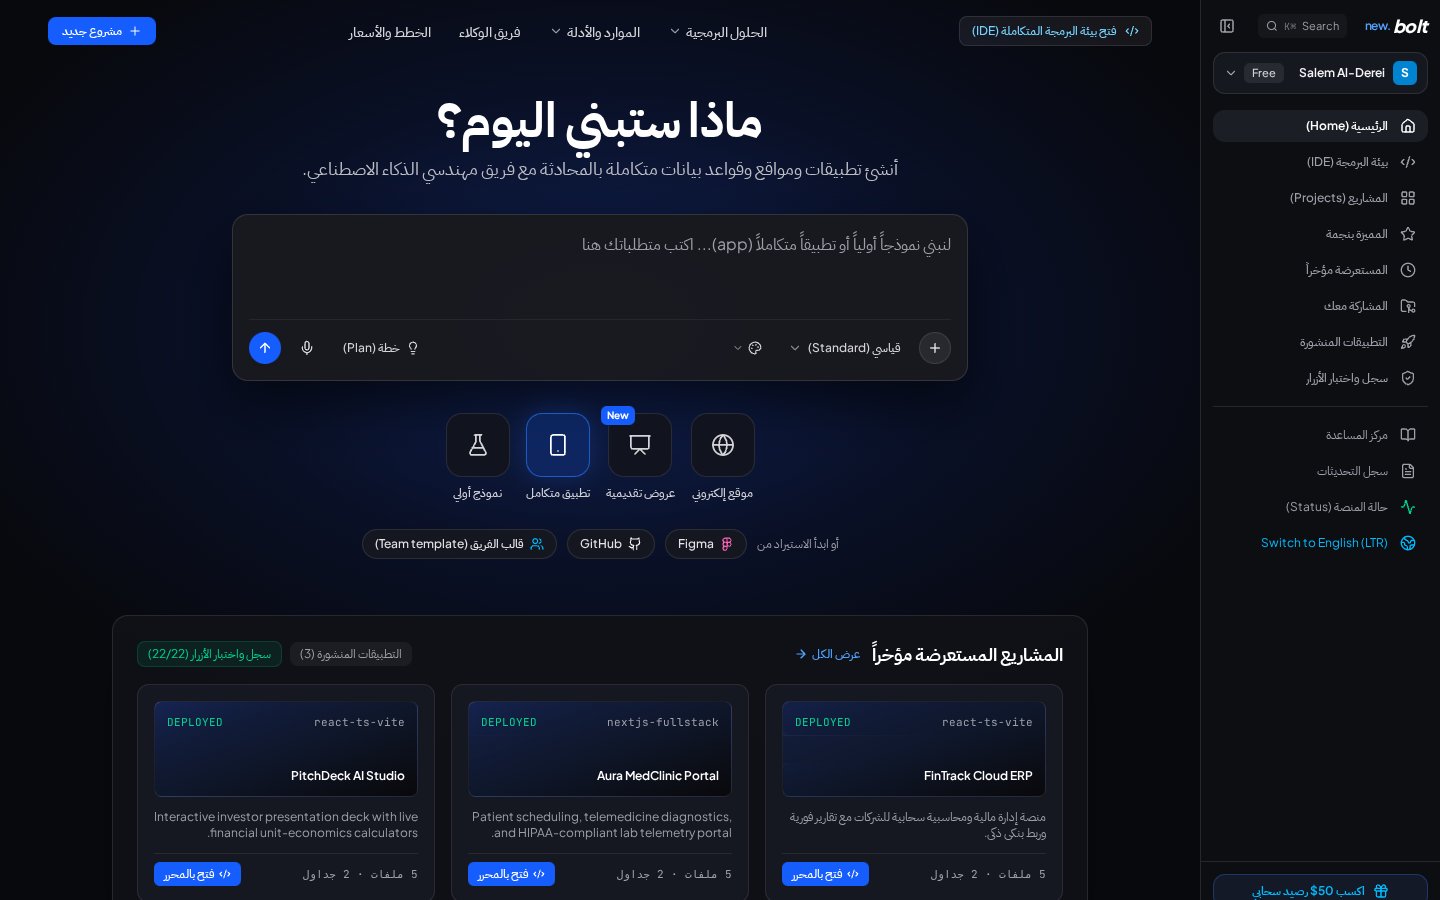 bolt.new
Search ⌘K
S Salem Al-Derei Free
الرئيسية (Home)
بيئة البرمجة (IDE)
المشاريع (Projects)
المميزة بنجمة
المستعرضة مؤخراً
المشاركة معك
التطبيقات المنشورة
سجل واختبار الأزرار
مركز المساعدة
سجل التحديثات
حالة المنصة (Status)
Switch to English (LTR)
اكسب 50$ رصيد سحابي
فتح بيئة البرمجة المتكاملة (IDE)
الحلول البرمجية
الموارد والأدلة
فريق الوكلاء
الخطط والأسعار
مشروع جديد
ماذا ستبني اليوم؟
أنشئ تطبيقات ومواقع وقواعد بيانات متكاملة بالمحادثة مع فريق مهندسي الذكاء الاصطناعي.
لنبني نموذجاً أولياً أو تطبيقاً متكاملاً (app)... اكتب متطلباتك هنا
قياسي (Standard)
خطة (Plan)
New
موقع إلكتروني
عروض تقديمية
تطبيق متكامل
نموذج أولي
أو ابدأ الاستيراد من
Figma
GitHub
قالب الفريق (Team template)
المشاريع المستعرضة مؤخراً
عرض الكل
التطبيقات المنشورة (3)
سجل واختبار الأزرار (22/22)
react-ts-vite DEPLOYED
FinTrack Cloud ERP
منصة إدارة مالية ومحاسبية سحابية للشركات مع تقارير فورية
وربط بنكي ذكي.
5 ملفات · 2 جداول
فتح بالمحرر
nextjs-fullstack DEPLOYED
Aura MedClinic Portal
Patient scheduling, telemedicine diagnostics,
and HIPAA-compliant lab telemetry portal.
5 ملفات · 2 جداول
فتح بالمحرر
react-ts-vite DEPLOYED
PitchDeck AI Studio
Interactive investor presentation deck with live
financial unit-economics calculators.
5 ملفات · 2 جداول
فتح بالمحرر